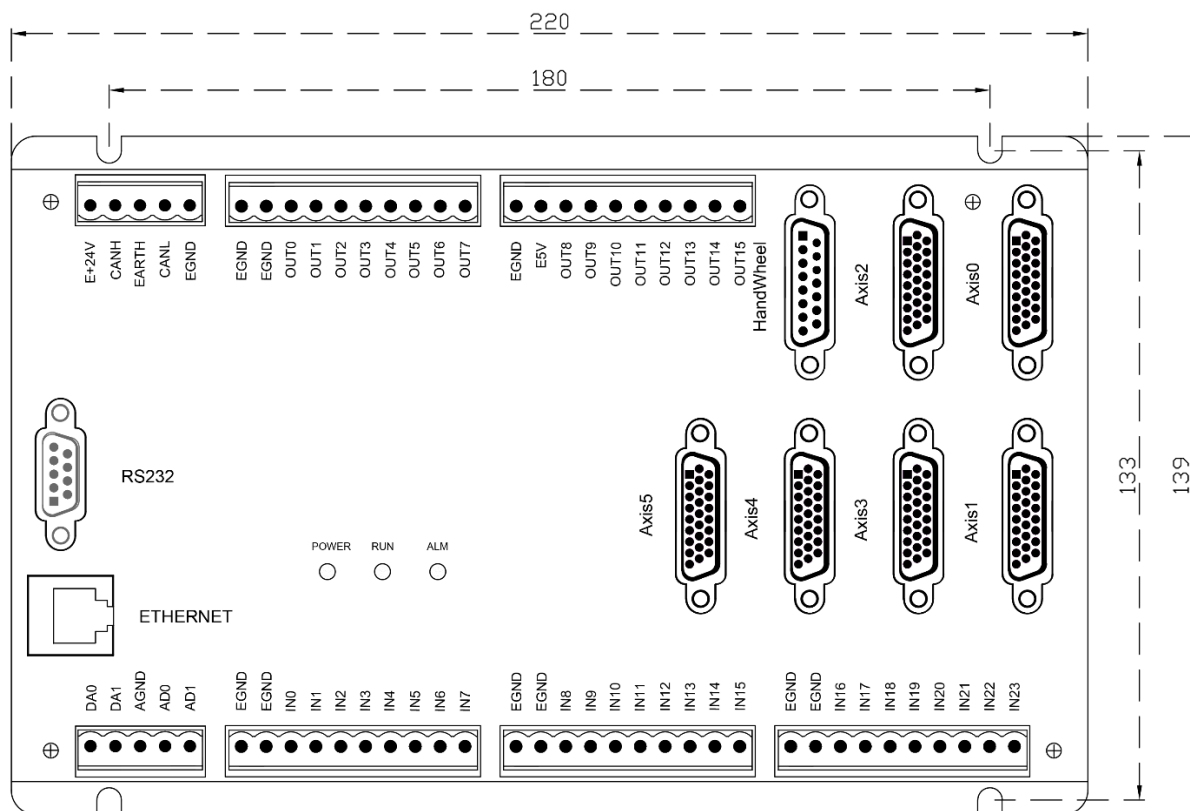 220
180
E+24V
CANH
EARTH
CANL
EGND
EGND
EGND
OUT0
OUT1
OUT2
OUT3
OUT4
OUT5
OUT6
OUT7
EGND
E5V
OUT8
OUT9
OUT10
OUT11
OUT12
OUT13
OUT14
OUT15
HandWheel
Axis2
Axis0
RS232
133
139
Axis5
Axis4
Axis3
Axis1
POWER RUN ALM
ETHERNET
DA0
DA1
AGND
AD0
AD1
EGND
EGND
IN0
IN1
IN2
IN3
IN4
IN5
IN6
IN7
EGND
EGND
IN8
IN9
IN10
IN11
IN12
IN13
IN14
IN15
EGND
EGND
IN16
IN17
IN18
IN19
IN20
IN21
IN22
IN23